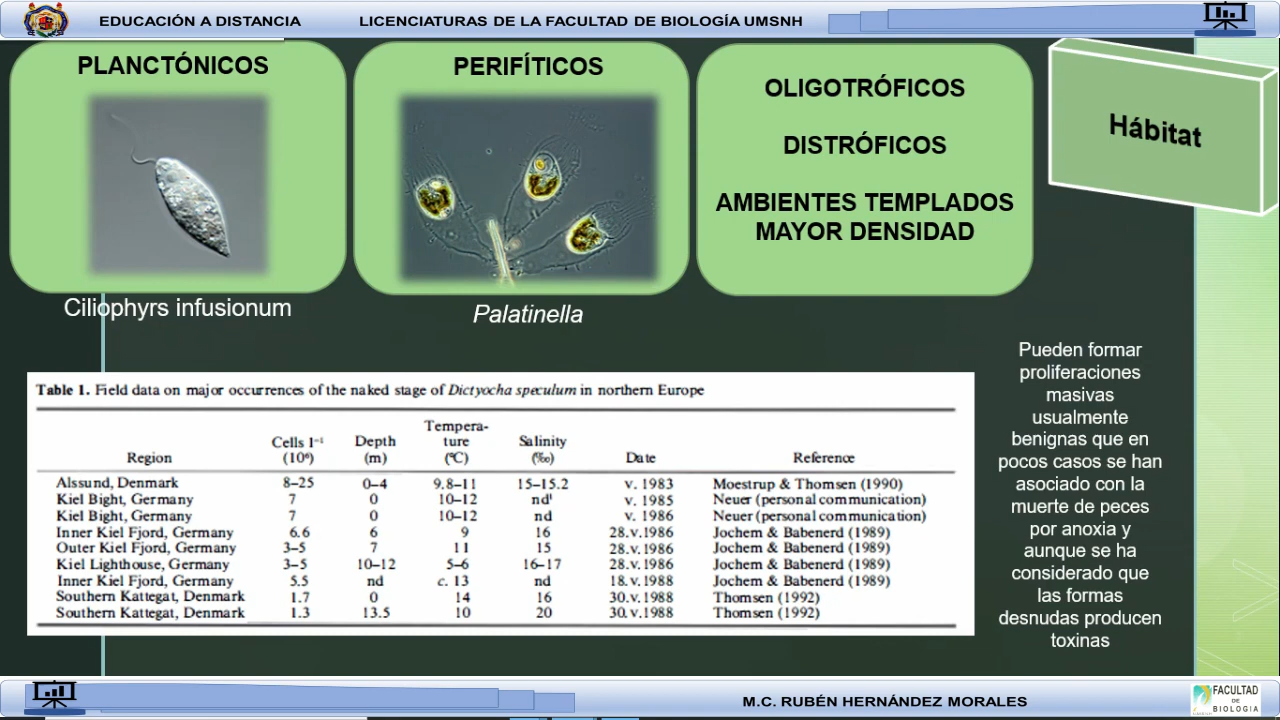 EDUCACIÓN A DISTANCIA LICENCIATURAS DE LA FACULTAD DE BIOLOGÍA UMSNH
PLANCTÓNICOS
Ciliophyrs infusionum
PERIFÍTICOS
Palatinella
OLIGOTRÓFICOS
DISTRÓFICOS
AMBIENTES TEMPLADOS
MAYOR DENSIDAD
Hábitat
Table 1. Field data on major occurrences of the naked stage of Dictyocha speculum in northern Europe
Region Cells l⁻¹ (10⁶) Depth (m) Tempera-ture (°C) Salinity (‰) Date Reference
Alssund, Denmark 8–25 0–4 9.8–11 15–15.2 v. 1983 Moestrup & Thomsen (1990)
Kiel Bight, Germany 7 0 10–12 nd¹ v. 1985 Neuer (personal communication)
Kiel Bight, Germany 7 0 10–12 nd v. 1986 Neuer (personal communication)
Inner Kiel Fjord, Germany 6.6 6 9 16 28.v.1986 Jochem & Babenerd (1989)
Outer Kiel Fjord, Germany 3–5 7 11 15 28.v.1986 Jochem & Babenerd (1989)
Kiel Lighthouse, Germany 3–5 10–12 5–6 16–17 28.v.1986 Jochem & Babenerd (1989)
Inner Kiel Fjord, Germany 5.5 nd c. 13 nd 18.v.1988 Jochem & Babenerd (1989)
Southern Kattegat, Denmark 1.7 0 14 16 30.v.1988 Thomsen (1992)
Southern Kattegat, Denmark 1.3 13.5 10 20 30.v.1988 Thomsen (1992)
Pueden formar
proliferaciones
masivas
usualmente
benignas que en
pocos casos se han
asociado con la
muerte de peces
por anoxia y
aunque se ha
considerado que
las formas
desnudas producen
toxinas
M.C. RUBÉN HERNÁNDEZ MORALES
FACULTAD
DE
BIOLOGIA